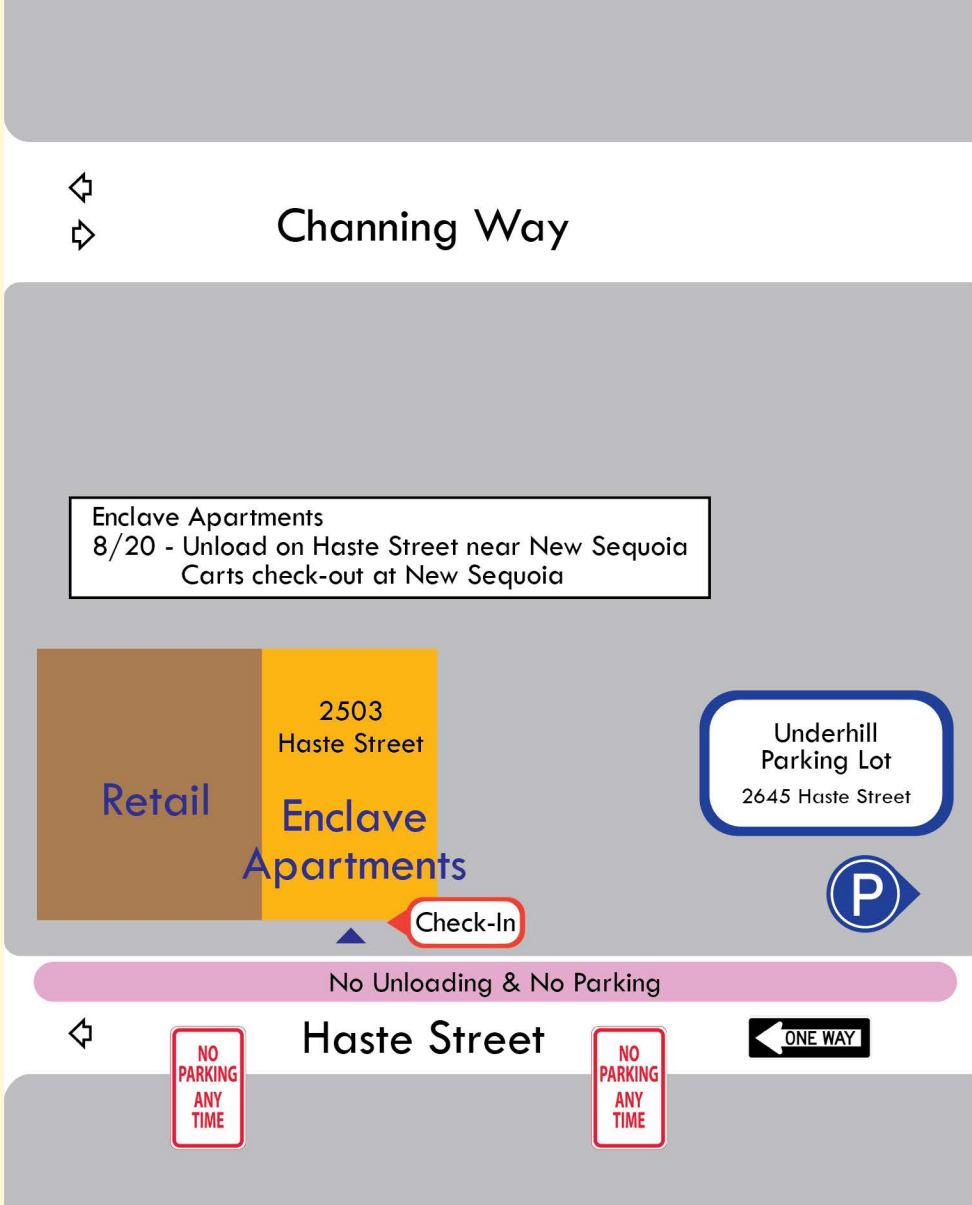 Channing Way
Enclave Apartments
8/20 - Unload on Haste Street near New Sequoia
Carts check-out at New Sequoia
2503
Haste Street
Retail
Enclave
Apartments
Underhill
Parking Lot
2645 Haste Street
P
Check-In
No Unloading & No Parking
Haste Street
ONE WAY
NO
PARKING
ANY
TIME
NO
PARKING
ANY
TIME